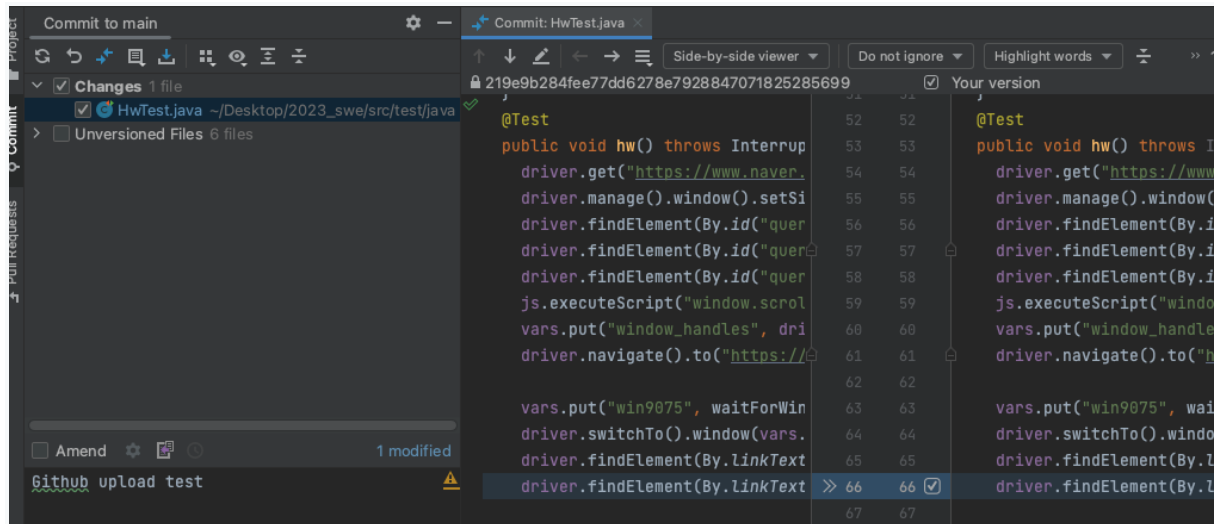 Project
Commit
Pull Requests
Commit to main
Changes 1 file
HwTest.java ~/Desktop/2023_swe/src/test/java
Unversioned Files 6 files
Amend
1 modified
Github upload test
Commit: HwTest.java
Side-by-side viewer
Do not ignore
Highlight words
219e9b284fee77dd6278e7928847071825285699
Your version
}
@Test
public void hw() throws Interrup
driver.get("https://www.naver.
driver.manage().window().setSi
driver.findElement(By.id("quer
driver.findElement(By.id("quer
driver.findElement(By.id("quer
js.executeScript("window.scrol
vars.put("window_handles", dri
driver.navigate().to("https://
vars.put("win9075", waitForWin
driver.switchTo().window(vars.
driver.findElement(By.linkText
driver.findElement(By.linkText
51 51
52 52
53 53
54 54
55 55
56 56
57 57
58 58
59 59
60 60
61 61
62 62
63 63
64 64
65 65
66 66
67 67
}
@Test
public void hw() throws I
driver.get("https://www
driver.manage().window(
driver.findElement(By.i
driver.findElement(By.i
driver.findElement(By.i
js.executeScript("windo
vars.put("window_handle
driver.navigate().to("h
vars.put("win9075", wai
driver.switchTo().windo
driver.findElement(By.l
driver.findElement(By.l